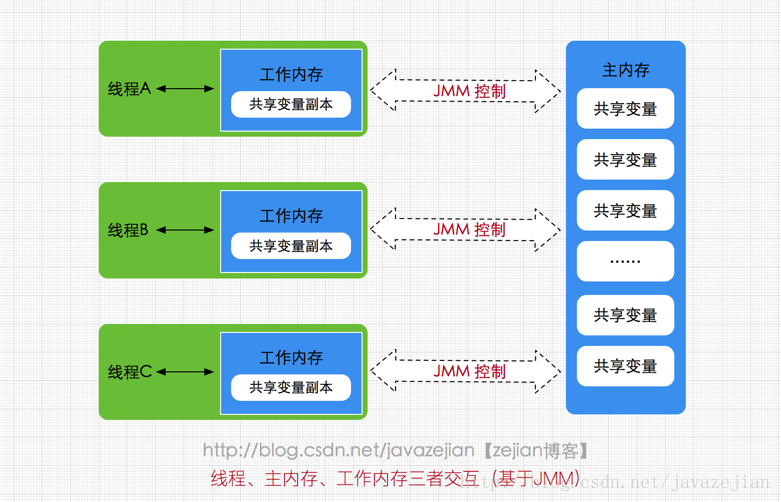 线程A
工作内存
共享变量副本
JMM 控制
线程B
工作内存
共享变量副本
JMM 控制
线程C
工作内存
共享变量副本
JMM 控制
主内存
共享变量
共享变量
共享变量
······
共享变量
共享变量
http://blog.csdn.net/javazejian【zejian博客】
线程、主内存、工作内存三者交互（基于JMM）
https://blog.csdn.net/javazejian